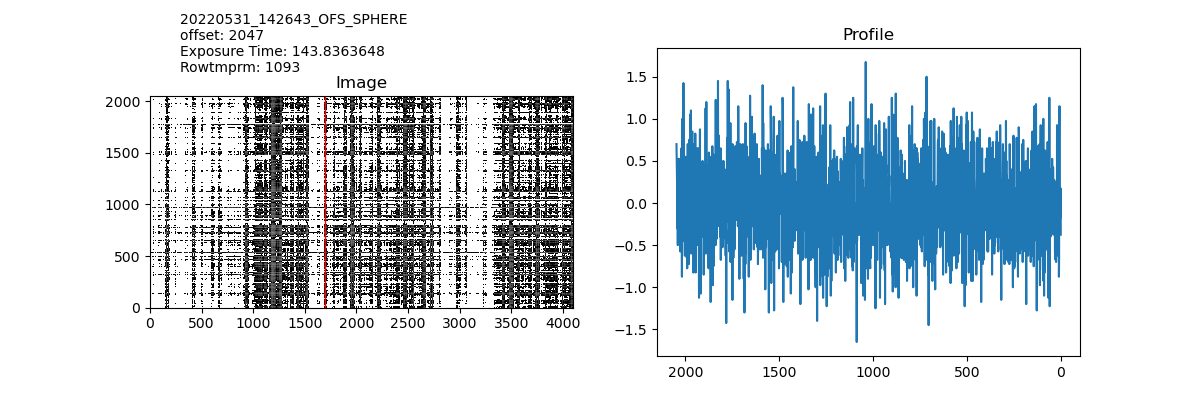 20220531_142643_OFS_SPHERE
offset: 2047
Exposure Time: 143.8363648
Rowtmprm: 1093
Image
2000
1500
1000
500
0
0 500 1000 1500 2000 2500 3000 3500 4000
Profile
1.5
1.0
0.5
0.0
−0.5
−1.0
−1.5
2000 1500 1000 500 0